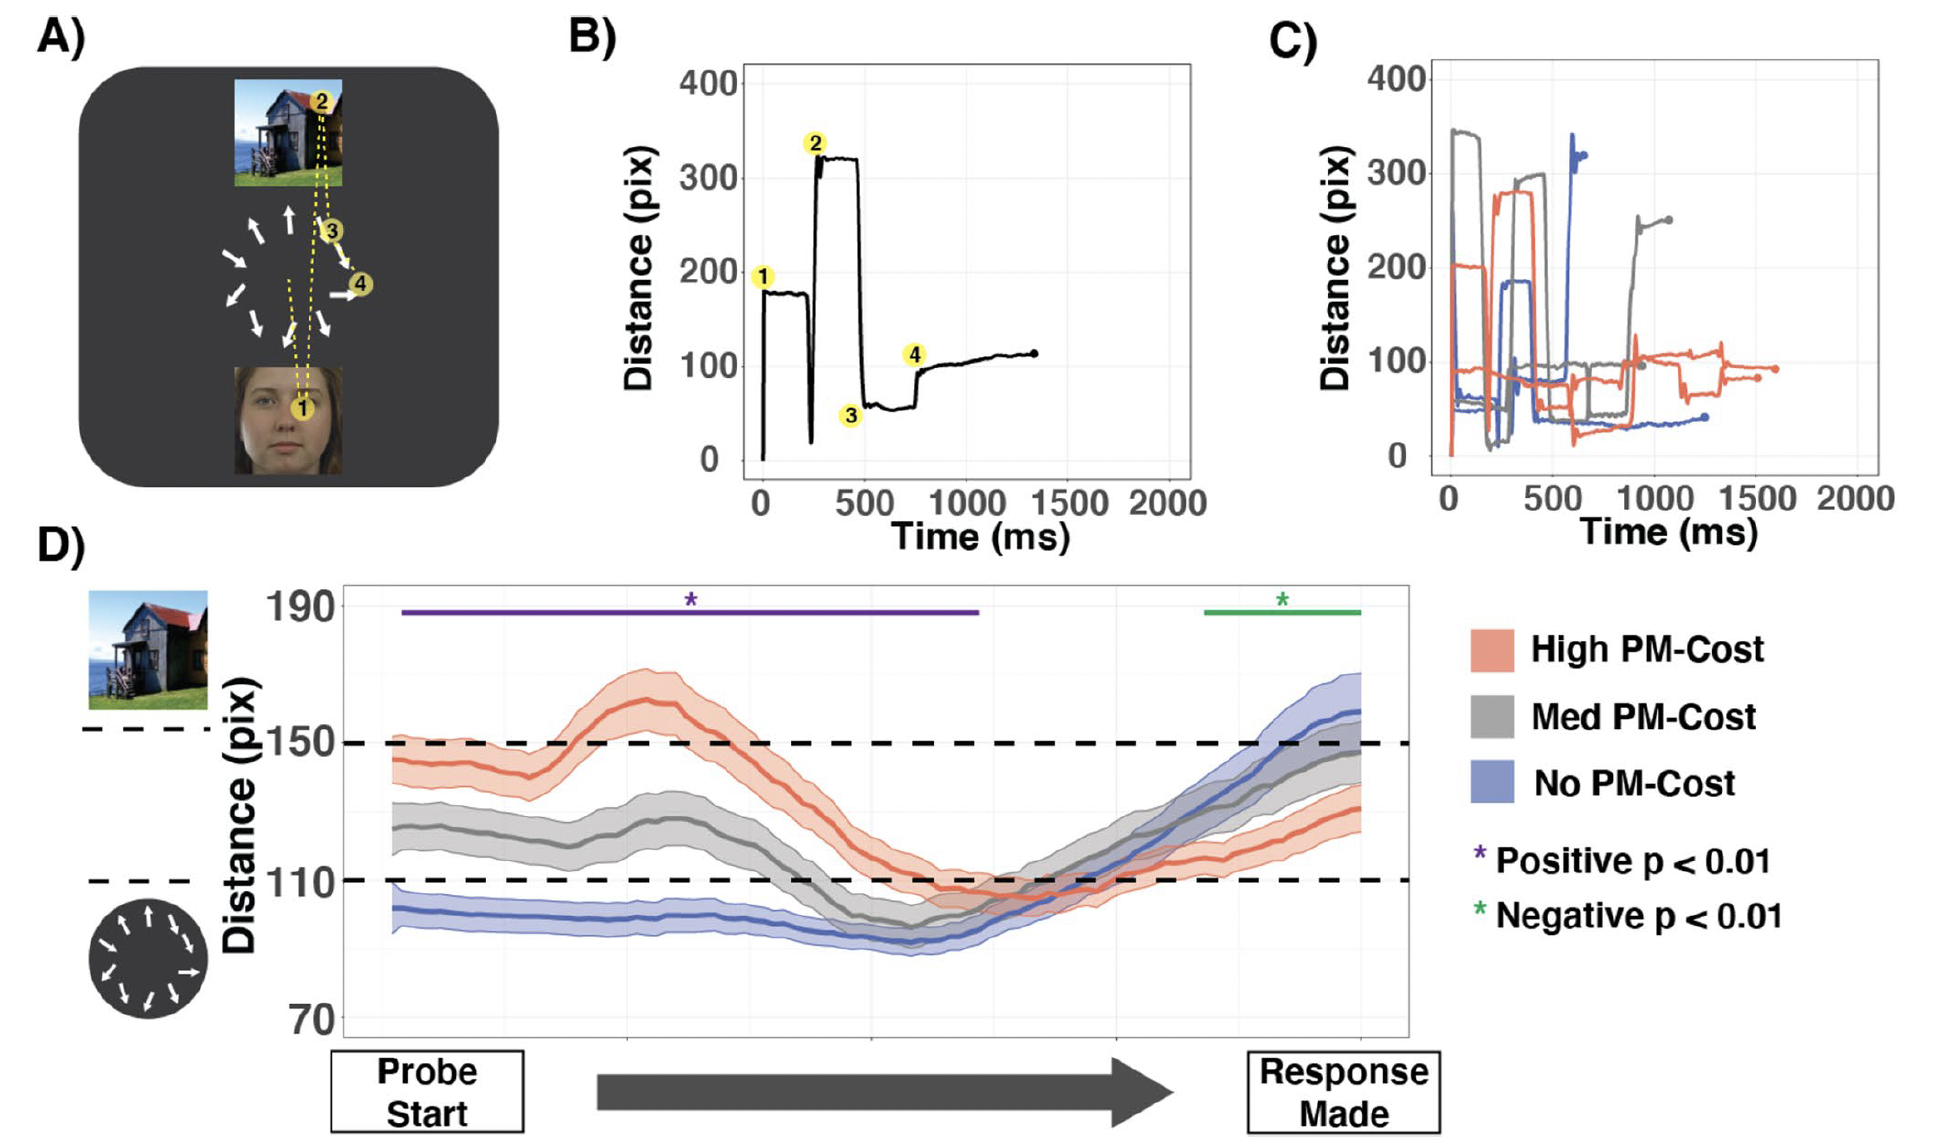 A)
2
3
4
1
B)
400
300
200
100
0
Distance (pix)
1
2
3
4
0 500 1000 1500 2000
Time (ms)
C)
400
300
200
100
0
Distance (pix)
0 500 1000 1500 2000
Time (ms)
D)
190
150
110
70
Distance (pix)
*
*
High PM-Cost
Med PM-Cost
No PM-Cost
* Positive p < 0.01
* Negative p < 0.01
Probe
Start
Response
Made